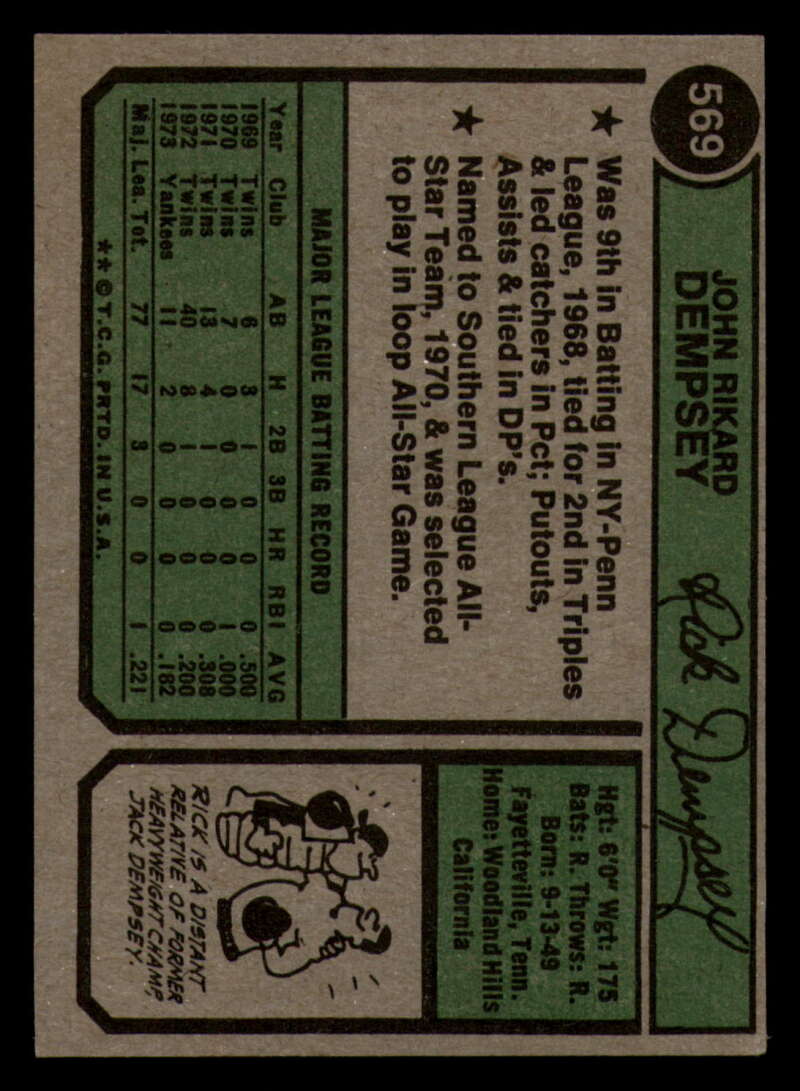 569
JOHN RIKARD
DEMPSEY
Rick Dempsey
★ Was 9th in Batting in NY-Penn
League, 1968, tied for 2nd in Triples
& led catchers in Pct; Putouts,
Assists & tied in DP's.
★ Named to Southern League All-
Star Team, 1970, & was selected
to play in loop All-Star Game.
MAJOR LEAGUE BATTING RECORD
Year Club AB H 2B 3B HR RBI AVG
1969 Twins 6 3 1 0 0 0 .500
1970 Twins 7 0 0 0 0 1 .000
1971 Twins 13 4 1 0 0 0 .308
1972 Twins 40 8 1 0 0 0 .200
1973 Yankees 11 2 0 0 0 0 .182
Maj. Lea. Tot. 77 17 3 0 0 1 .221
★★ © T.C.G. PRTD. IN U.S.A.
Hgt: 6'0" Wgt: 175
Bats: R. Throws: R.
Born: 9-13-49
Fayetteville, Tenn.
Home: Woodland Hills
California
RICK IS A DISTANT
RELATIVE OF FORMER
HEAVYWEIGHT CHAMP,
JACK DEMPSEY.